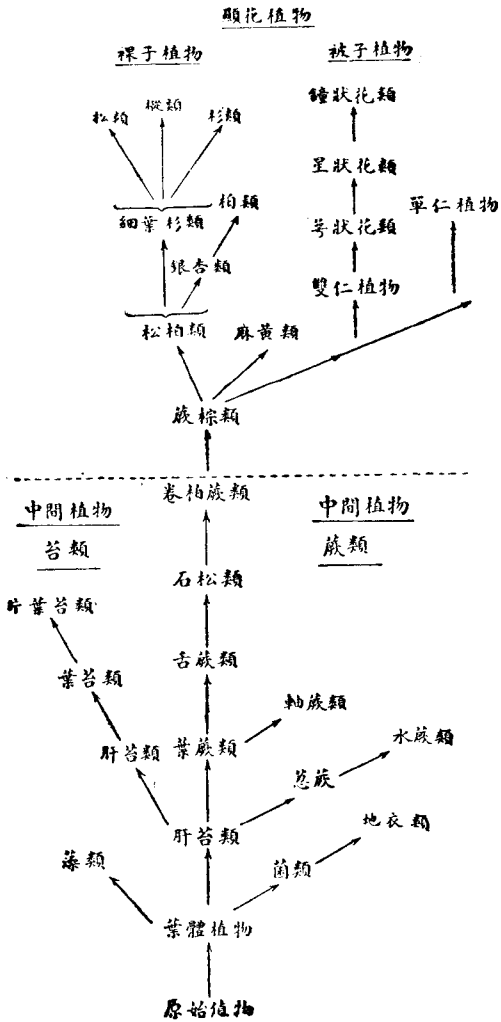 顯花植物
裸子植物
被子植物
松類
樅類
杉類
鐘狀花類
星狀花類
柏類
單仁植物
細葉杉類
萼狀花類
銀杏類
雙仁植物
松柏類
麻黃類
蕨棕類
卷柏蕨類
中間植物
苔類
中間植物
蕨類
石松類
片葉苔類
舌蕨類
葉苔類
軸蕨類
肝苔類
葉蕨類
水蕨類
蕨
肝苔類
地衣類
藻類
菌類
葉體植物
原始植物